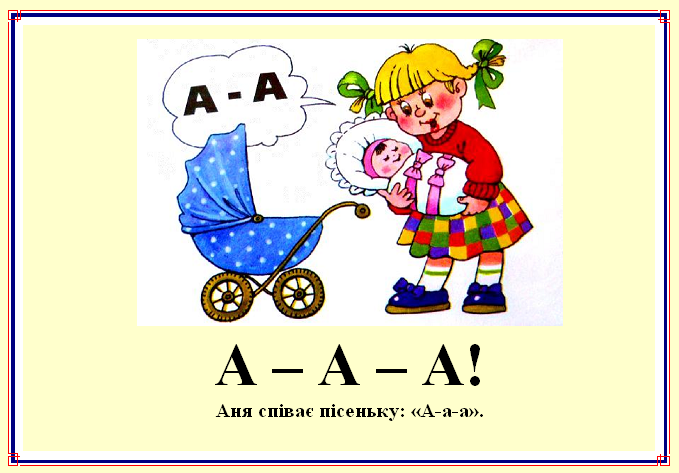 А - А
А – А – А!
Аня співає пісеньку: «А-а-а».